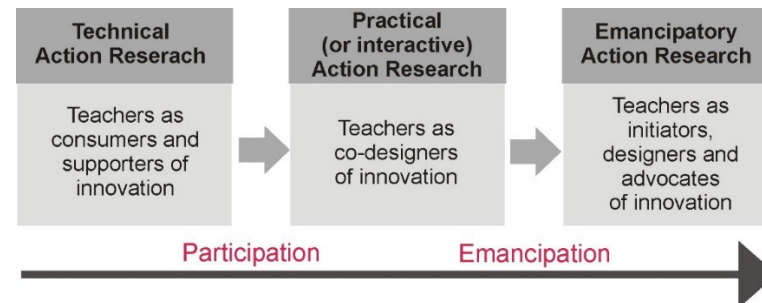 Technical
Action Reserach
Teachers as
consumers and
supporters of
innovation
Practical
(or interactive)
Action Research
Teachers as
co-designers
of innovation
Emancipatory
Action Research
Teachers as
initiators,
designers and
advocates
of innovation
Participation
Emancipation